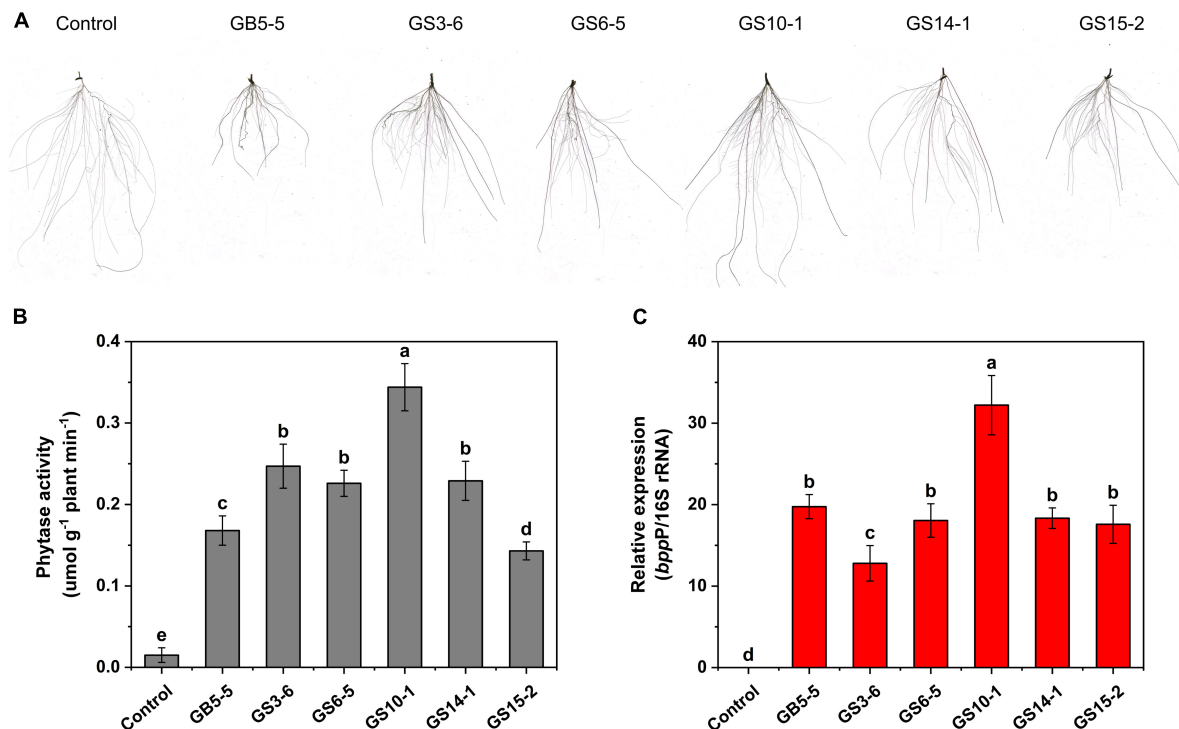 A
Control GB5-5 GS3-6 GS6-5 GS10-1 GS14-1 GS15-2
B
Phytase activity
(umol g⁻¹ plant min⁻¹)
0.4
0.3
0.2
0.1
0.0
e c b b a b d
Control GB5-5 GS3-6 GS6-5 GS10-1 GS14-1 GS15-2
C
Relative expression
(bppP/16S rRNA)
40
30
20
10
0
d b c b a b b
Control GB5-5 GS3-6 GS6-5 GS10-1 GS14-1 GS15-2